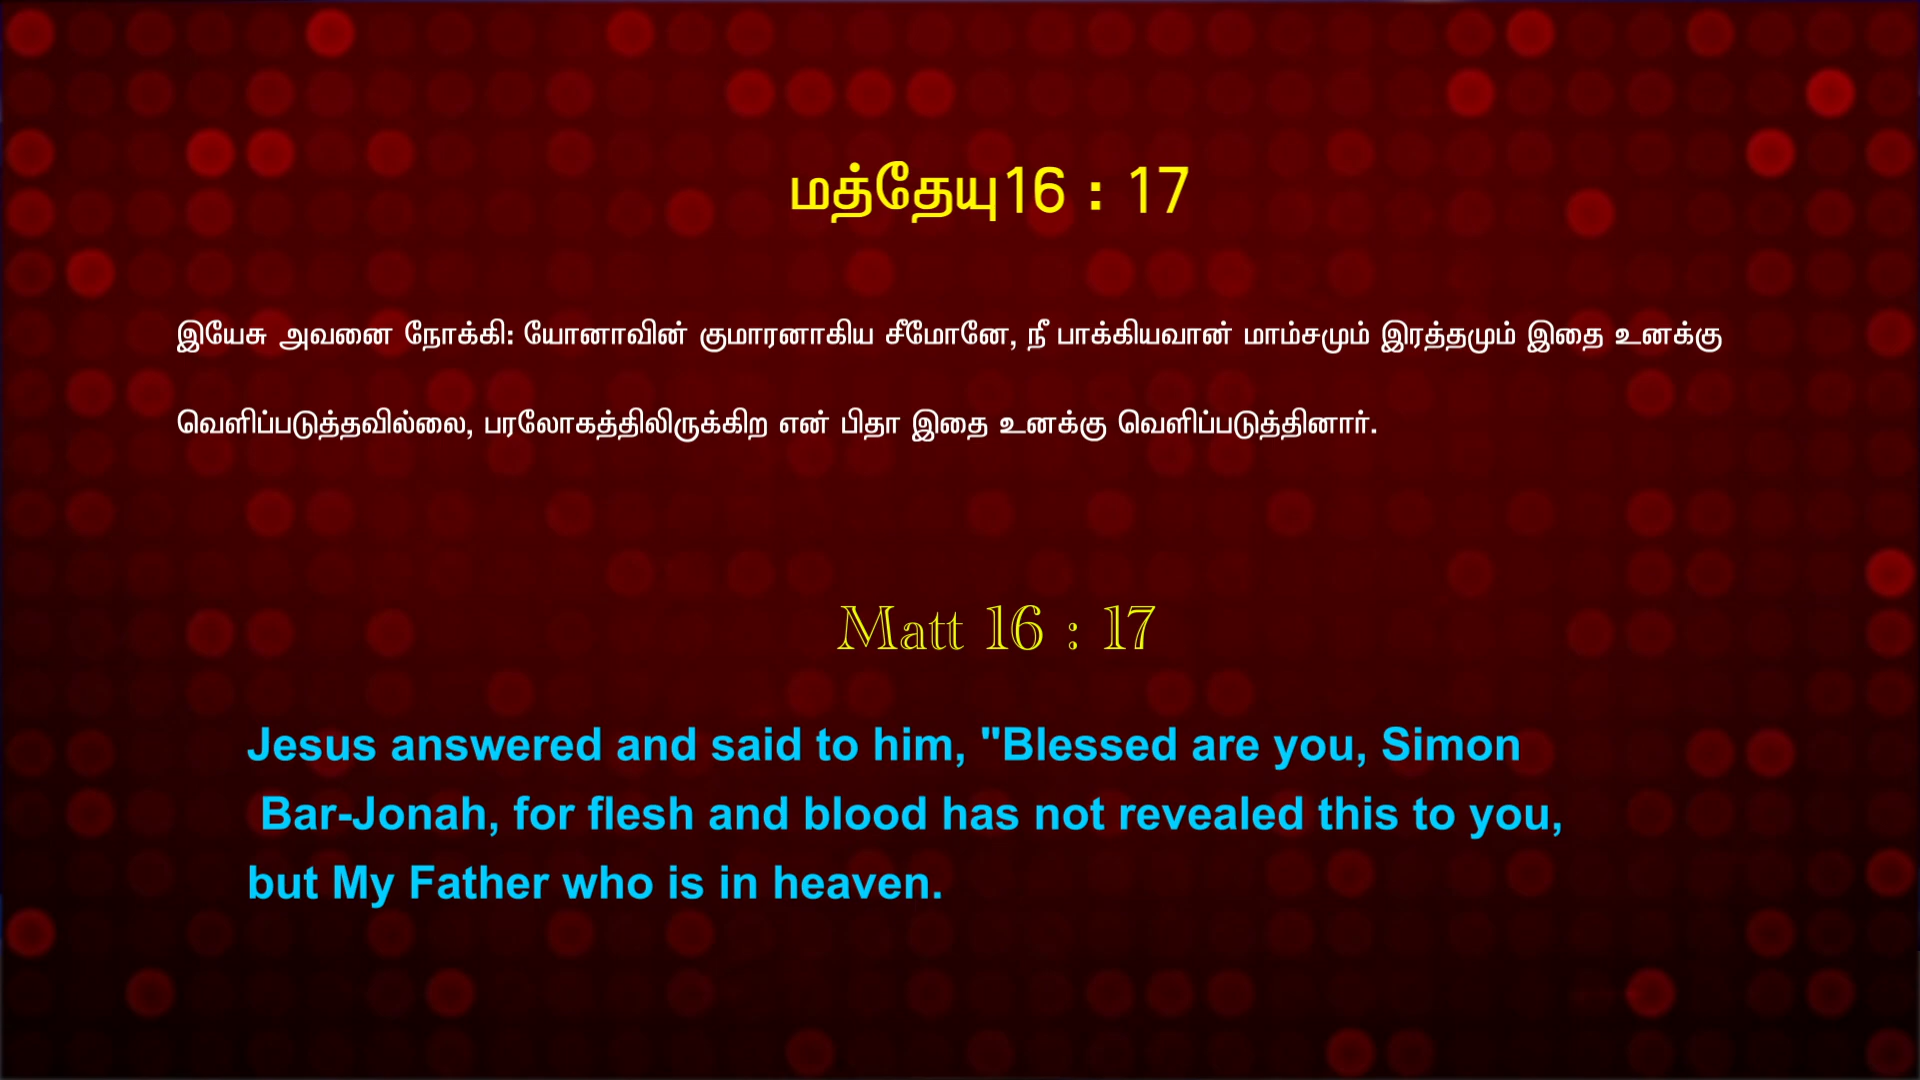 மத்தேயு16 : 17
இயேசு அவனை நோக்கி: யோனாவின் குமாரனாகிய சீமோனே, நீ பாக்கியவான் மாம்சமும் இரத்தமும் இதை உனக்கு
வெளிப்படுத்தவில்லை, பரலோகத்திலிருக்கிற என் பிதா இதை உனக்கு வெளிப்படுத்தினார்.
Matt 16 : 17
Jesus answered and said to him, "Blessed are you, Simon
Bar-Jonah, for flesh and blood has not revealed this to you,
but My Father who is in heaven.